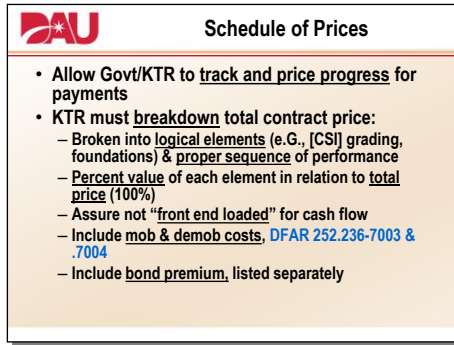 DAU
Schedule of Prices
• Allow Govt/KTR to track and price progress for
payments
• KTR must breakdown total contract price:
– Broken into logical elements (e.G., [CSI] grading,
foundations) & proper sequence of performance
– Percent value of each element in relation to total
price (100%)
– Assure not “front end loaded” for cash flow
– Include mob & demob costs, DFAR 252.236-7003 &
.7004
– Include bond premium, listed separately